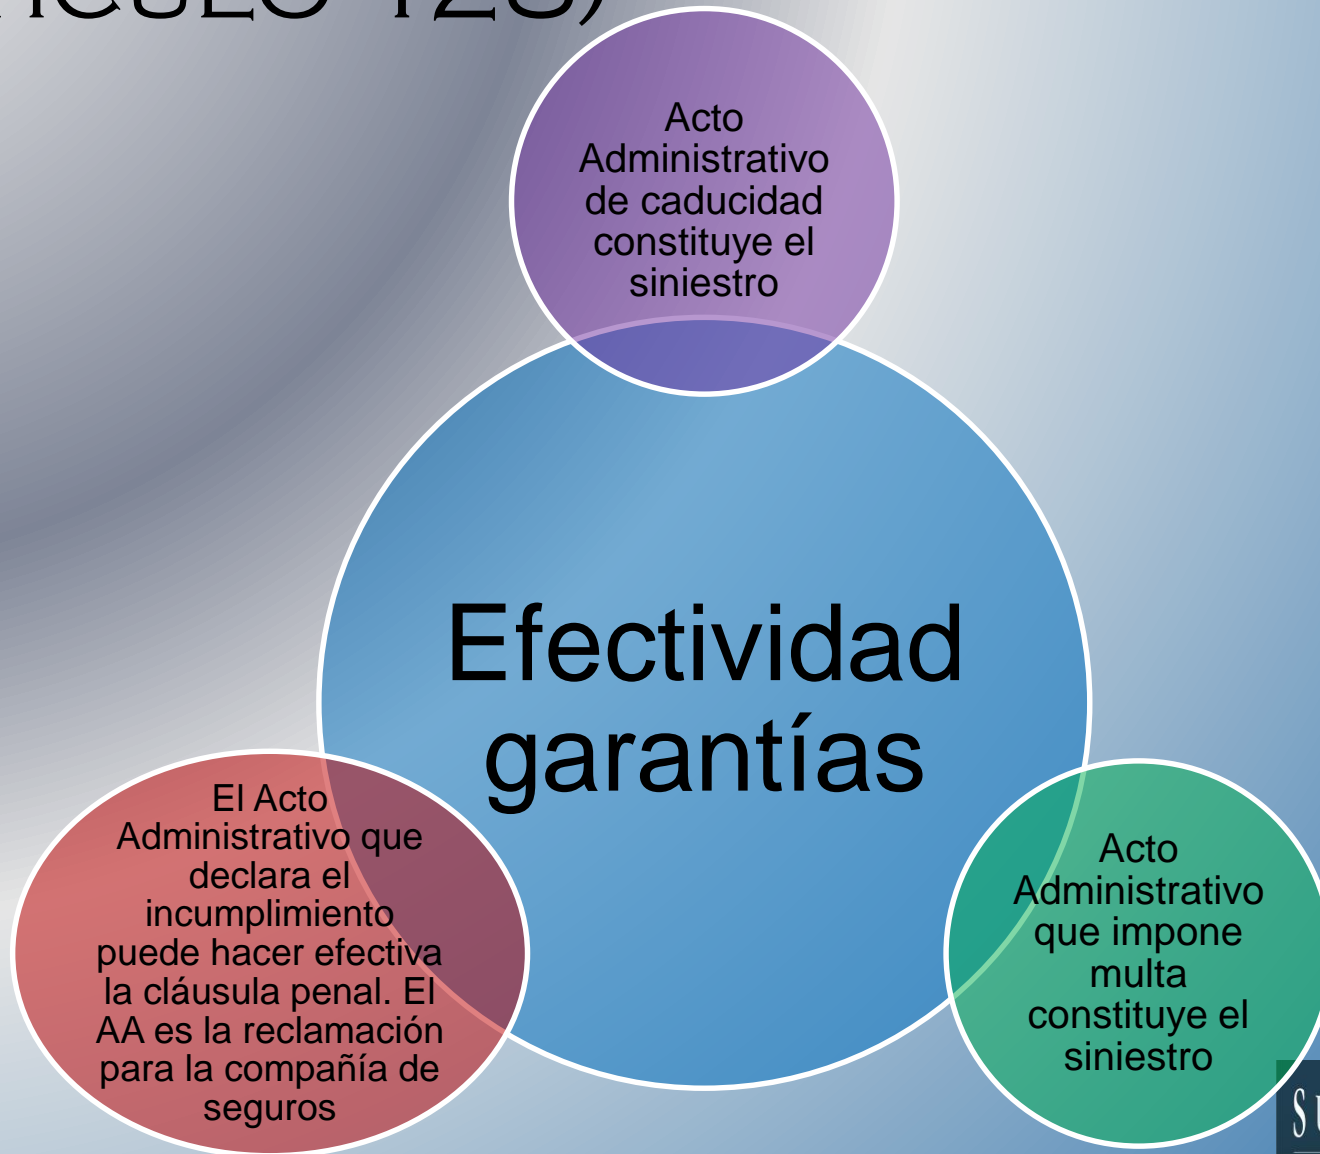 Acto
Administrativo
de caducidad
constituye el
siniestro
Efectividad
garantías
El Acto
Administrativo que
declara el
incumplimiento
puede hacer efectiva
la cláusula penal. El
AA es la reclamación
para la compañía de
seguros
Acto
Administrativo
que impone
multa
constituye el
siniestro